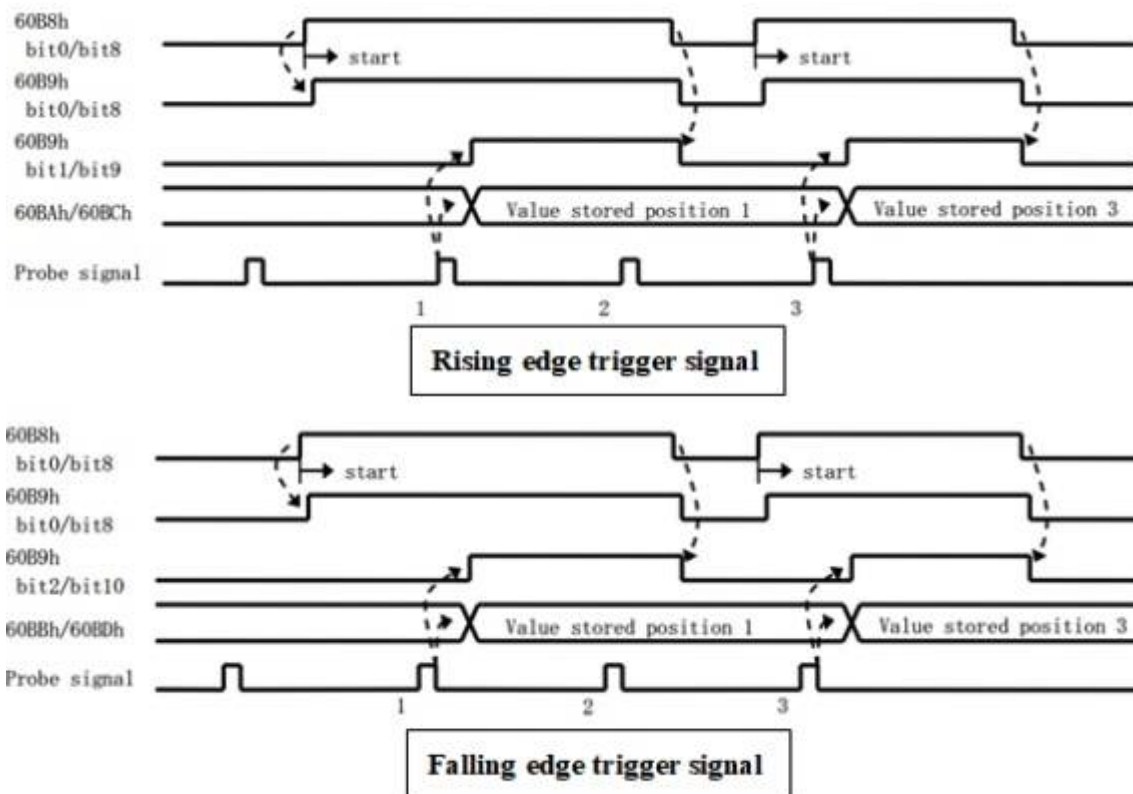 60B8h
bit0/bit8
start
start
60B9h
bit0/bit8
60B9h
bit1/bit9
60BAh/60BCh
Value stored position 1
Value stored position 3
Probe signal
1
2
3
Rising edge trigger signal
60B8h
bit0/bit8
start
start
60B9h
bit0/bit8
60B9h
bit2/bit10
60BBh/60BDh
Value stored position 1
Value stored position 3
Probe signal
1
2
3
Falling edge trigger signal